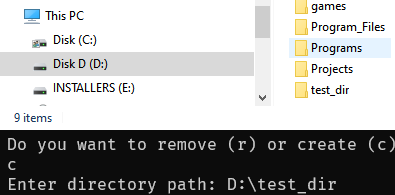 This PC
Disk (C:)
Disk D (D:)
INSTALLERS (E:)
games
Program_Files
Programs
Projects
test_dir
9 items
Do you want to remove (r) or create (c)
c
Enter directory path: D:\test_dir